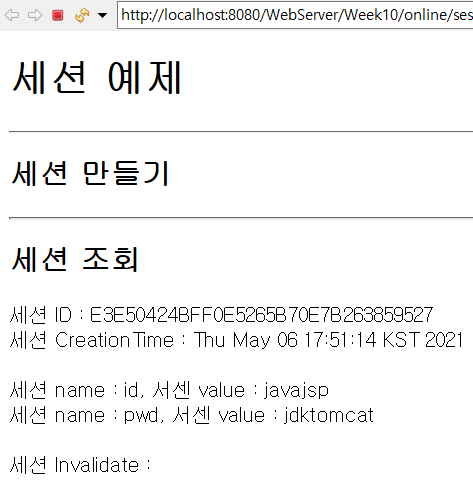 http://localhost:8080/WebServer/Week10/online/ses
세션 예제
세션 만들기
세션 조회
세션 ID : E3E50424BFF0E5265B70E7B263859527
세션 CreationTime : Thu May 06 17:51:14 KST 2021
세션 name : id, 서센 value : javajsp
세션 name : pwd, 서센 value : jdktomcat
세션 Invalidate :